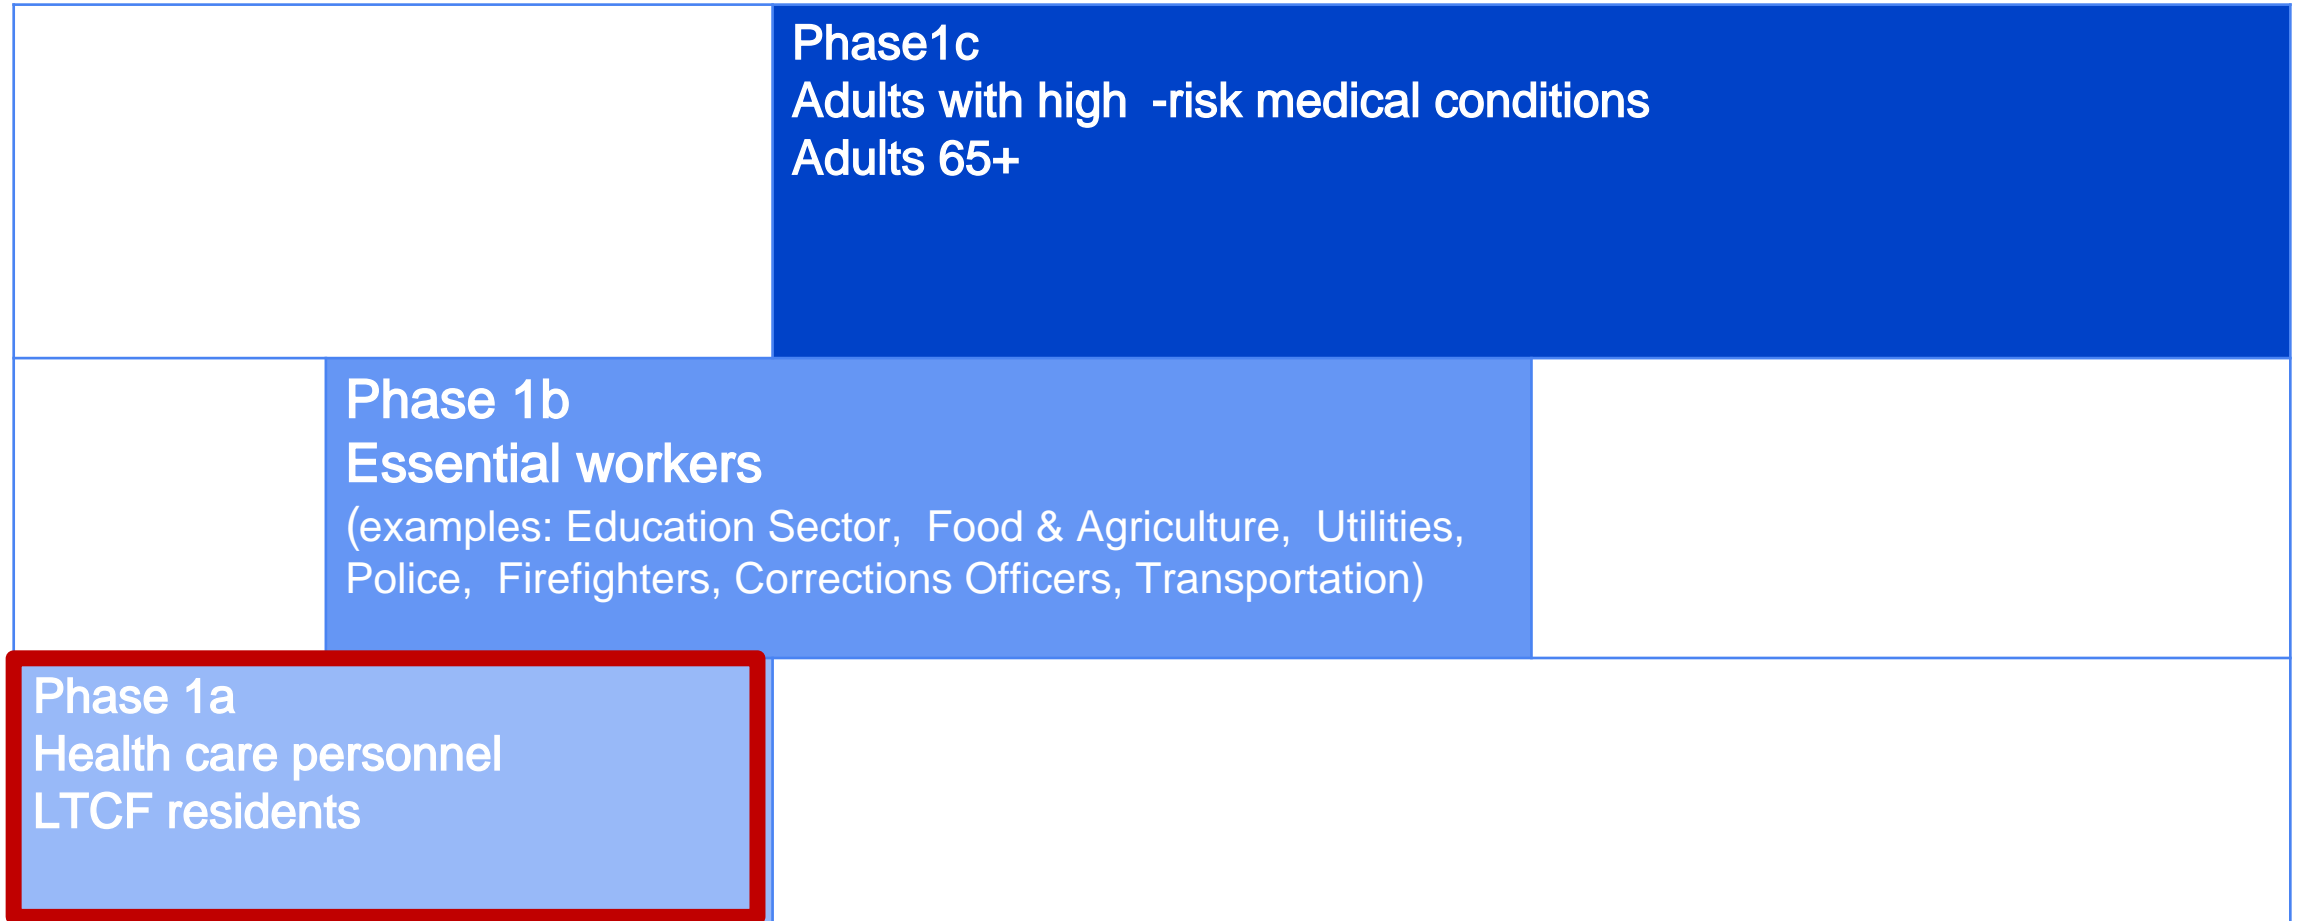 Phase1c
Adults with high -risk medical conditions
Adults 65+
Phase 1b
Essential workers
(examples: Education Sector, Food & Agriculture, Utilities,
Police, Firefighters, Corrections Officers, Transportation)
Phase 1a
Health care personnel
LTCF residents